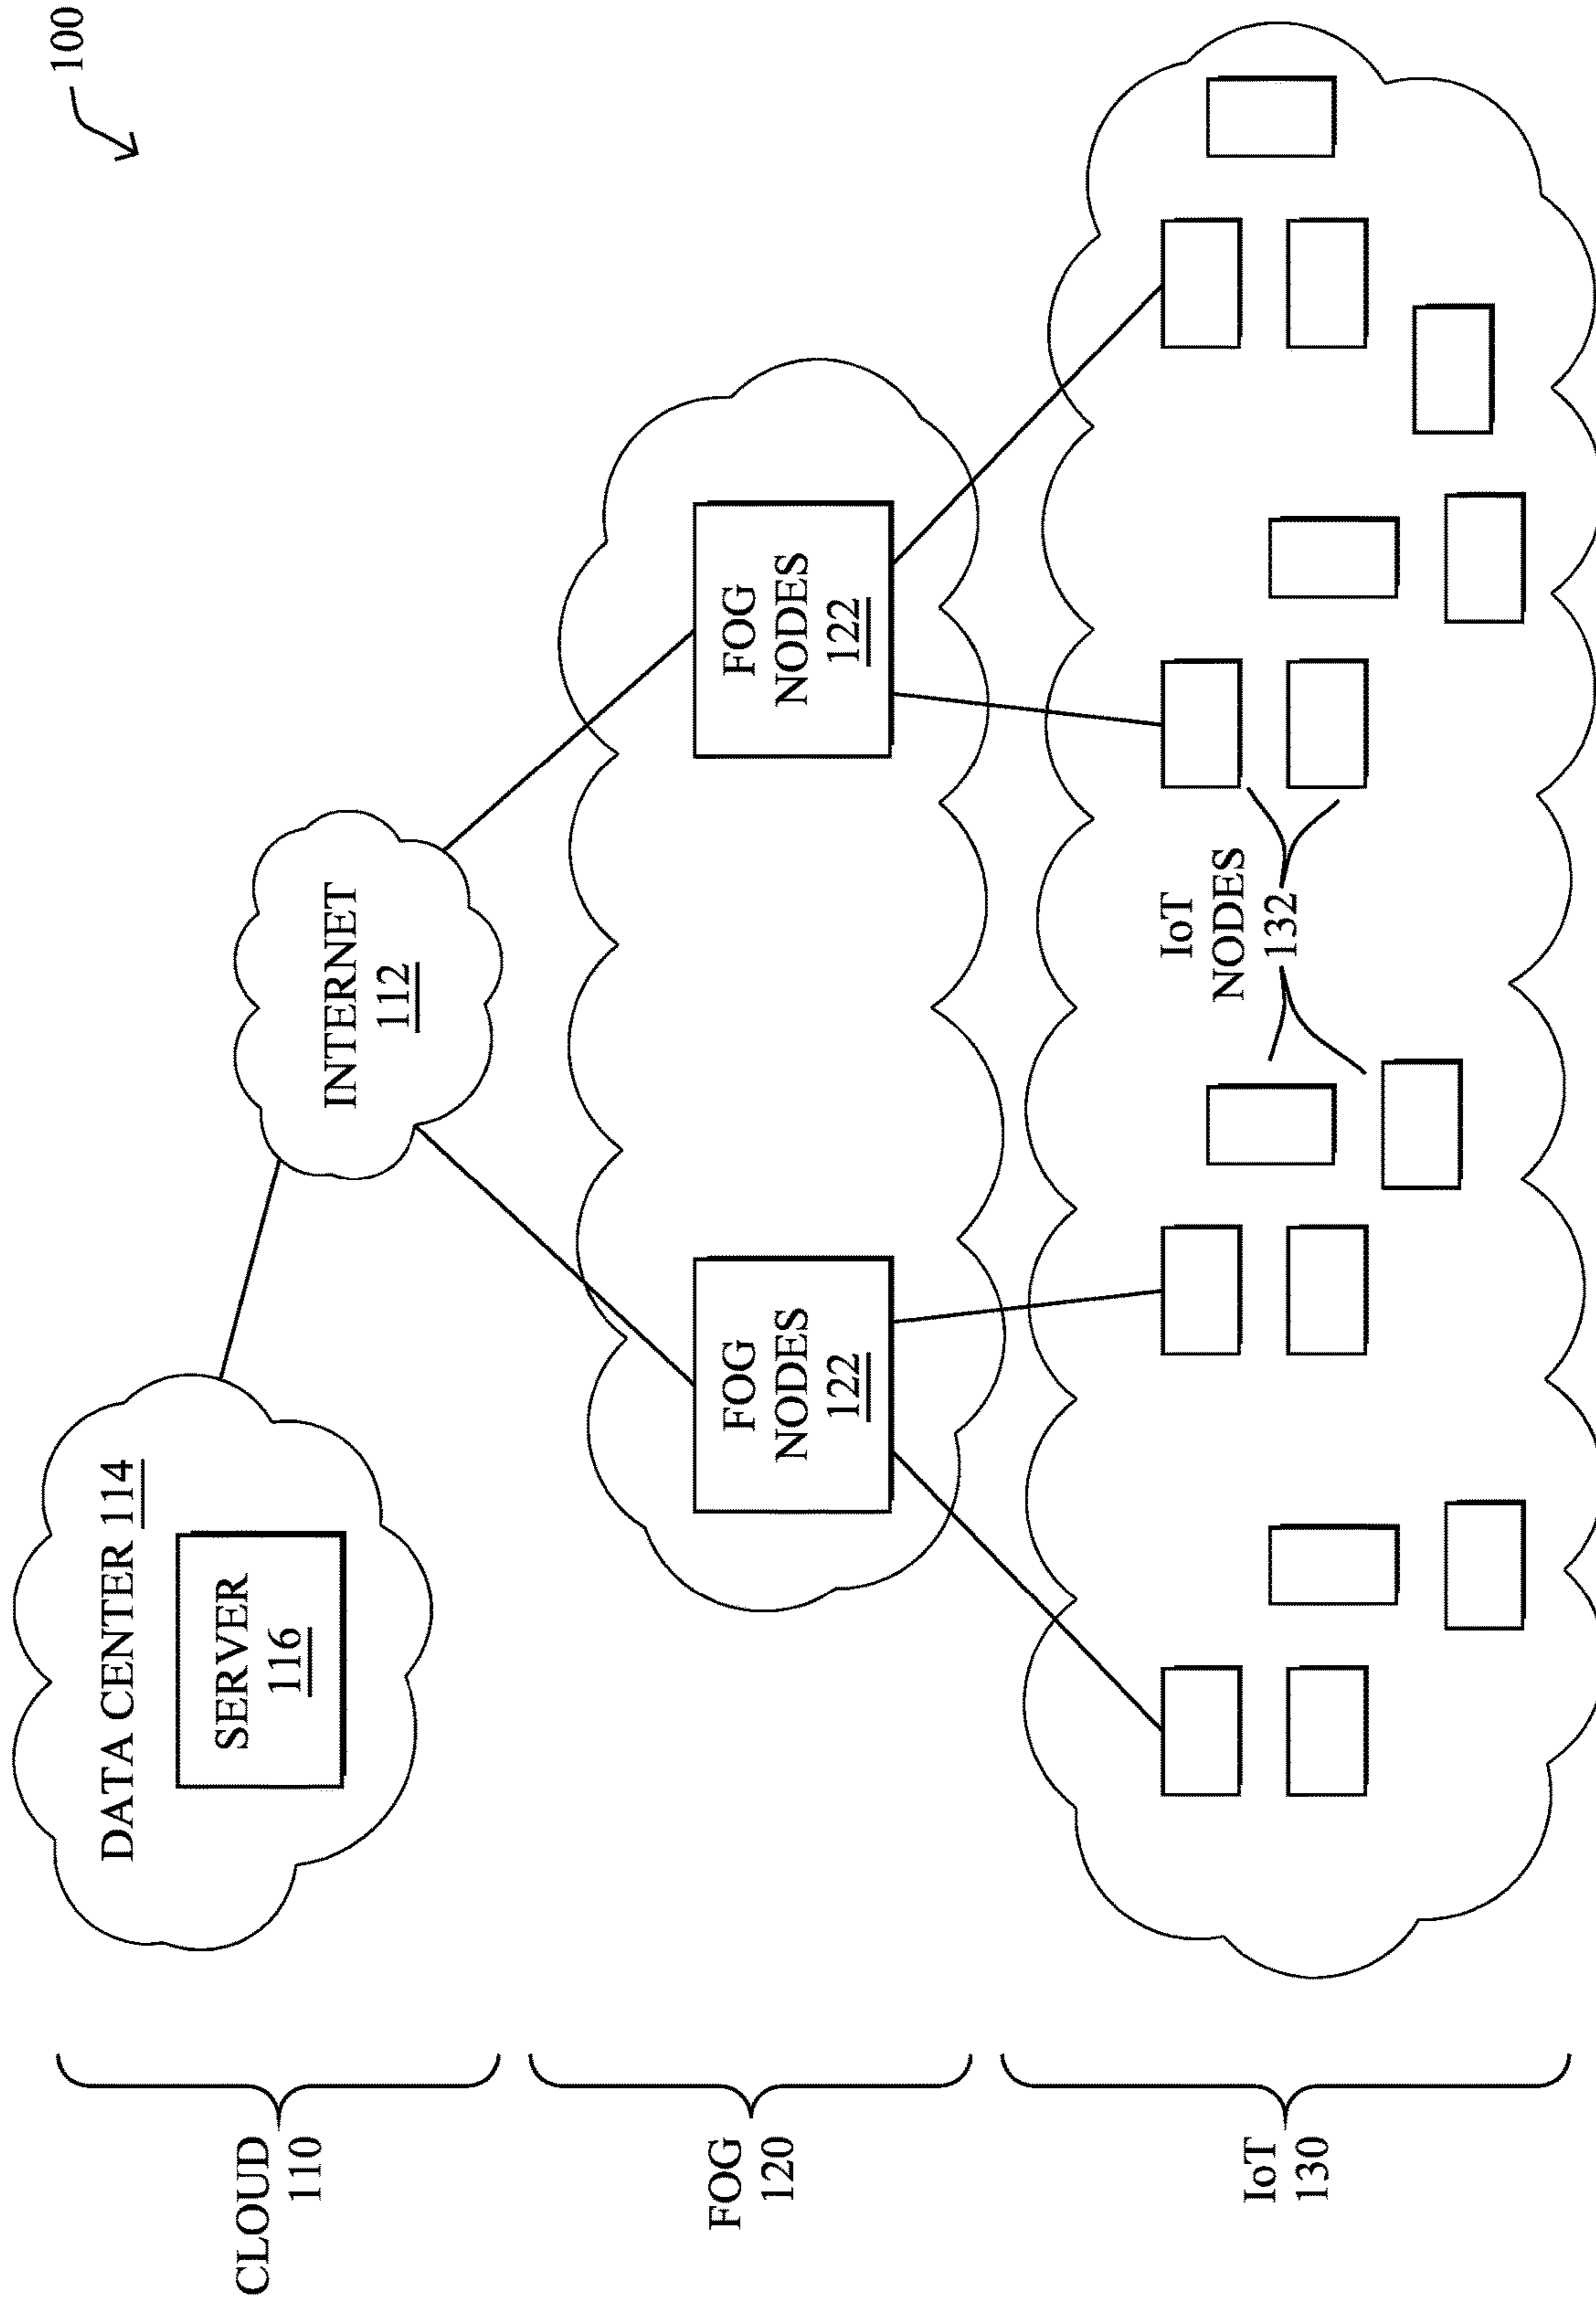 100
CLOUD
110
DATA CENTER 114
SERVER
116
INTERNET
112
FOG
120
FOG
NODES
122
FOG
NODES
122
IoT
130
IoT
NODES
132